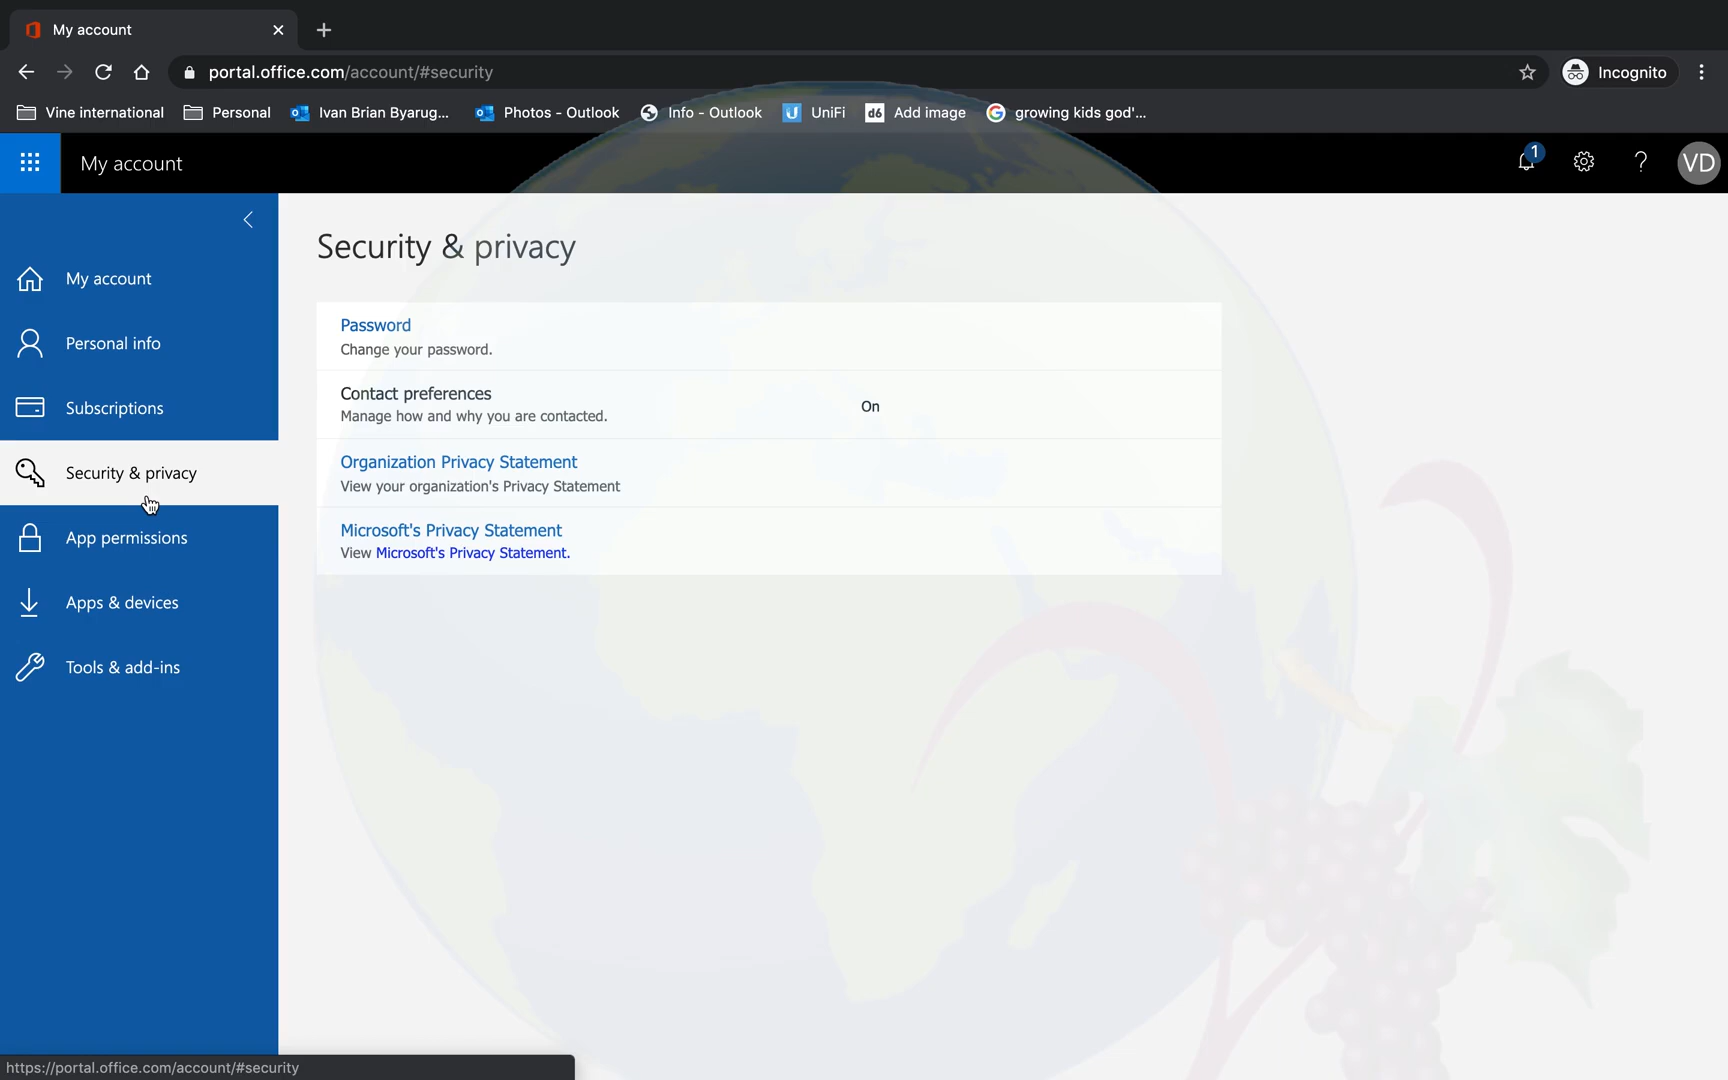 My account
portal.office.com/account/#security
Incognito
Vine international
Personal
Ivan Brian Byarug...
Photos - Outlook
Info - Outlook
U
UniFi
d6
Add image
G
growing kids god'...
My account
1
?
VD
Security & privacy
My account
Personal info
Subscriptions
Security & privacy
App permissions
Apps & devices
Tools & add-ins
Password
Change your password.
Contact preferences
Manage how and why you are contacted.
On
Organization Privacy Statement
View your organization's Privacy Statement
Microsoft's Privacy Statement
View Microsoft's Privacy Statement.
https://portal.office.com/account/#security